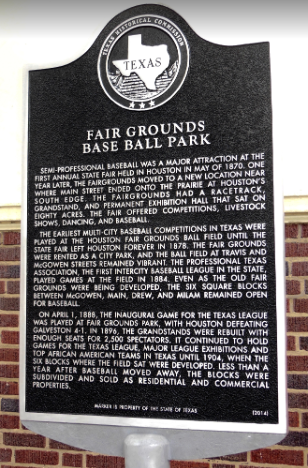 TEXAS HISTORICAL COMMISSION
TEXAS
FAIR GROUNDS
BASE BALL PARK
SEMI-PROFESSIONAL BASEBALL WAS A MAJOR ATTRACTION AT THE
FIRST ANNUAL STATE FAIR HELD IN HOUSTON IN MAY OF 1870. ONE
YEAR LATER, THE FAIRGROUNDS MOVED TO A NEW LOCATION NEAR
WHERE MAIN STREET ENDED ONTO THE PRAIRIE AT HOUSTON'S
SOUTH EDGE. THE FAIRGROUNDS HAD A RACETRACK,
GRANDSTAND, AND PERMANENT EXHIBITION HALL THAT SAT ON
EIGHTY ACRES. THE FAIR OFFERED COMPETITIONS, LIVESTOCK
SHOWS, DANCING, AND BASEBALL.
THE EARLIEST MULTI-CITY BASEBALL COMPETITIONS IN TEXAS WERE
PLAYED AT THE HOUSTON FAIR GROUNDS BALL FIELD UNTIL THE
STATE FAIR LEFT HOUSTON FOREVER IN 1878. THE FAIR GROUNDS
WERE RENTED AS A CITY PARK, AND THE BALL FIELD AT TRAVIS AND
McGOWEN STREETS REMAINED VIBRANT. THE PROFESSIONAL TEXAS
ASSOCIATION, THE FIRST INTERCITY BASEBALL LEAGUE IN THE STATE,
PLAYED GAMES AT THE FIELD IN 1884. EVEN AS THE OLD FAIR
GROUNDS WERE BEING DEVELOPED, THE SIX SQUARE BLOCKS
BETWEEN McGOWEN, MAIN, DREW, AND MILAM REMAINED OPEN
FOR BASEBALL.
ON APRIL 1, 1888, THE INAUGURAL GAME FOR THE TEXAS LEAGUE
WAS PLAYED AT FAIR GROUNDS PARK, WITH HOUSTON DEFEATING
GALVESTON 4-1. IN 1896, THE GRANDSTANDS WERE REBUILT WITH
ENOUGH SEATS FOR 2,500 SPECTATORS. IT CONTINUED TO HOLD
GAMES FOR THE TEXAS LEAGUE, MAJOR LEAGUE EXHIBITIONS AND
TOP AFRICAN AMERICAN TEAMS IN TEXAS UNTIL 1904, WHEN THE
SIX BLOCKS WHERE THE FIELD SAT WERE DEVELOPED. LESS THAN A
YEAR AFTER BASEBALL MOVED AWAY, THE BLOCKS WERE
SUBDIVIDED AND SOLD AS RESIDENTIAL AND COMMERCIAL
PROPERTIES.
(2014)
MARKER IS PROPERTY OF THE STATE OF TEXAS